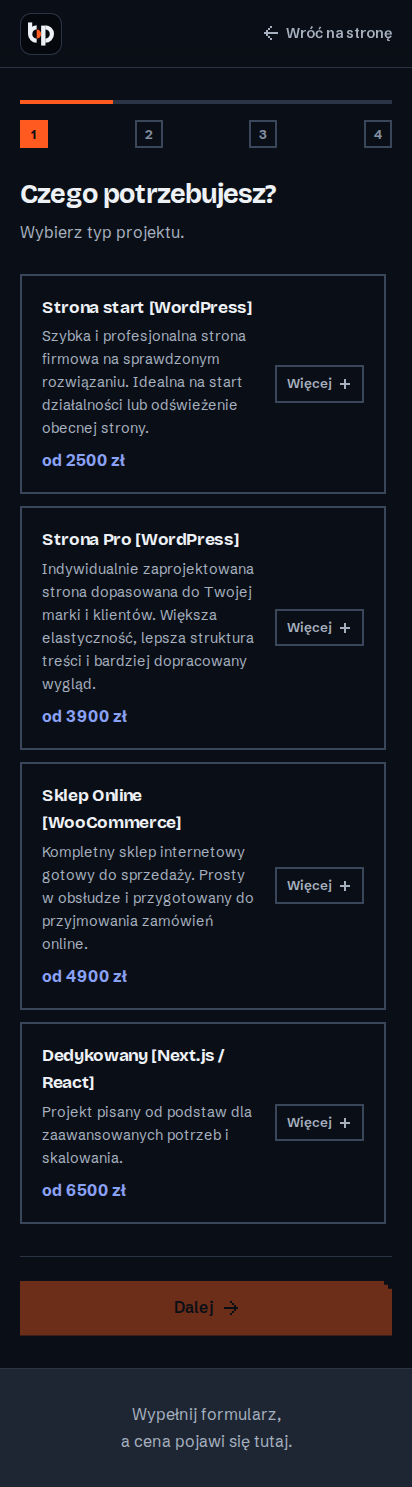 tp
Wróć na stronę
1 2 3 4
Czego potrzebujesz?
Wybierz typ projektu.
Strona start [WordPress]
Szybka i profesjonalna strona
firmowa na sprawdzonym
rozwiązaniu. Idealna na start
działalności lub odświeżenie
obecnej strony.
od 2500 zł
Więcej +
Strona Pro [WordPress]
Indywidualnie zaprojektowana
strona dopasowana do Twojej
marki i klientów. Większa
elastyczność, lepsza struktura
treści i bardziej dopracowany
wygląd.
od 3900 zł
Więcej +
Sklep Online
[WooCommerce]
Kompletny sklep internetowy
gotowy do sprzedaży. Prosty
w obsłudze i przygotowany do
przyjmowania zamówień
online.
od 4900 zł
Więcej +
Dedykowany [Next.js /
React]
Projekt pisany od podstaw dla
zaawansowanych potrzeb i
skalowania.
od 6500 zł
Więcej +
Dalej
Wypełnij formularz,
a cena pojawi się tutaj.